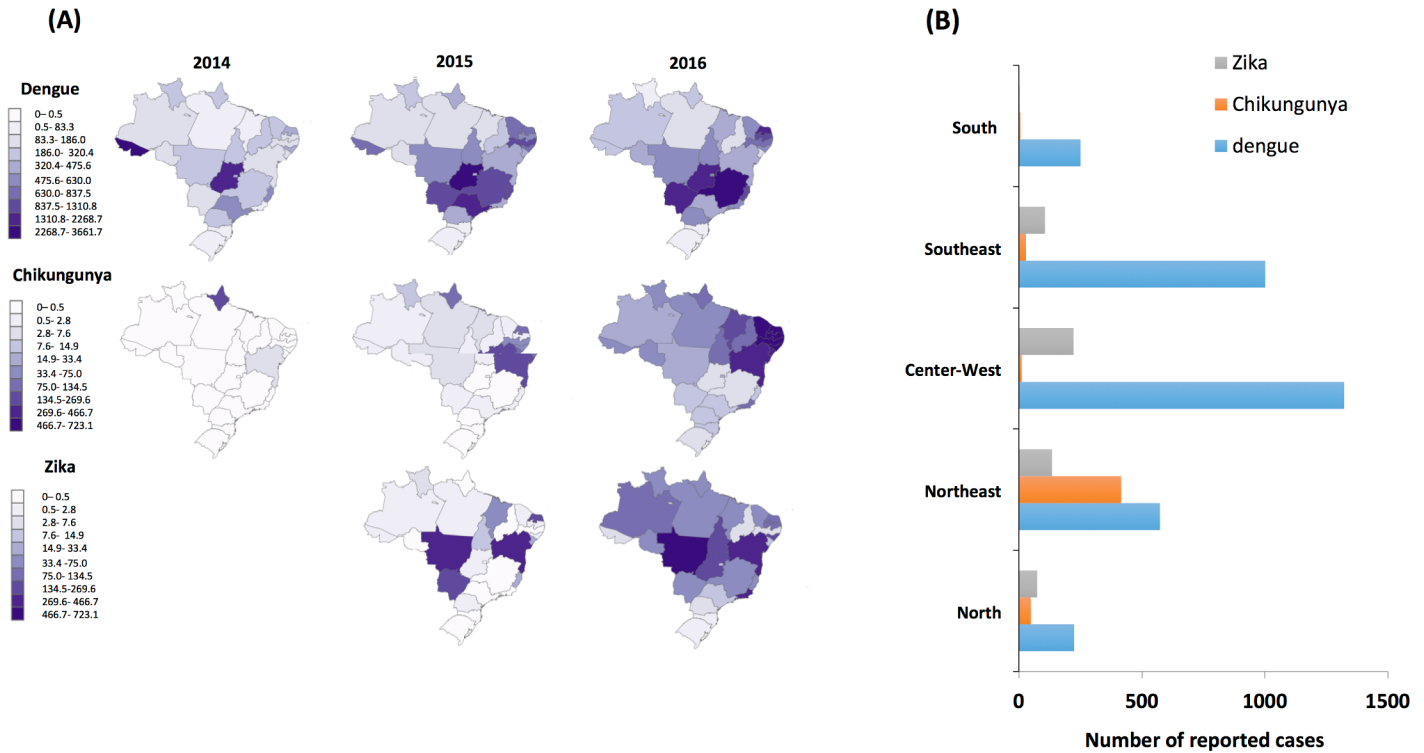 (A)
2014
2015
2016
Dengue
0– 0.5
0.5- 83.3
83.3- 186.0
186.0- 320.4
320.4- 475.6
475.6- 630.0
630.0- 837.5
837.5- 1310.8
1310.8- 2268.7
2268.7- 3661.7
Chikungunya
0– 0.5
0.5- 2.8
2.8- 7.6
7.6- 14.9
14.9- 33.4
33.4 -75.0
75.0- 134.5
134.5-269.6
269.6- 466.7
466.7- 723.1
Zika
0– 0.5
0.5- 2.8
2.8- 7.6
7.6- 14.9
14.9- 33.4
33.4 -75.0
75.0- 134.5
134.5-269.6
269.6- 466.7
466.7- 723.1
(B)
Zika
Chikungunya
dengue
South
Southeast
Center-West
Northeast
North
0 500 1000 1500
Number of reported cases